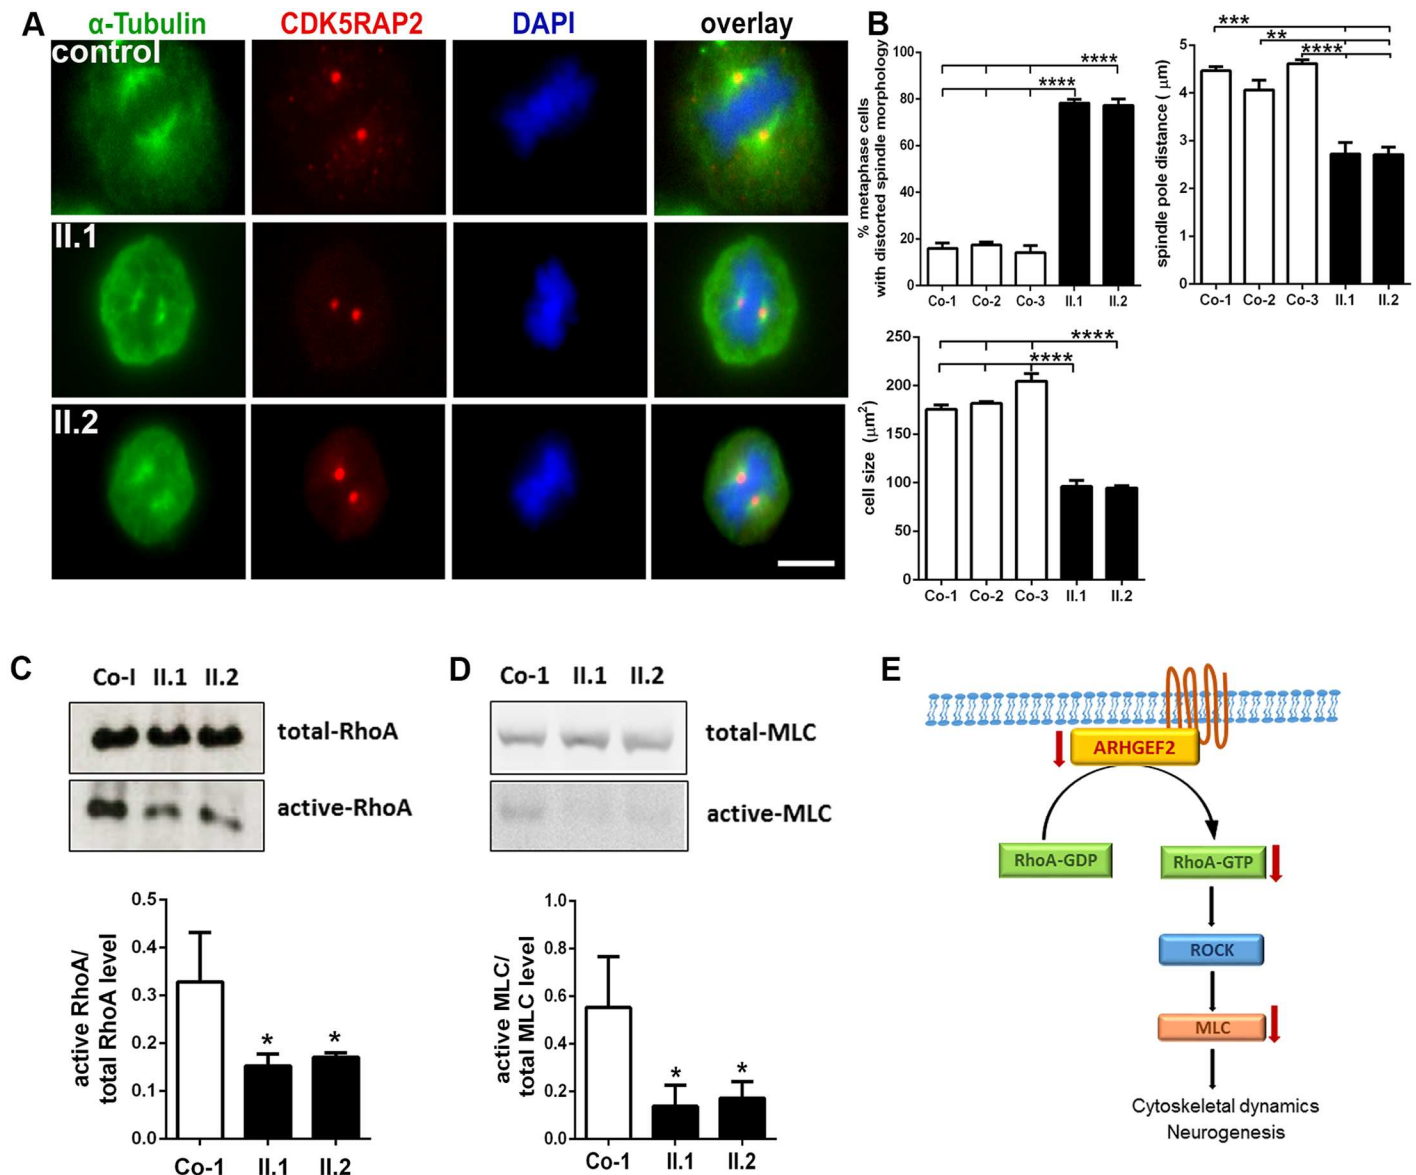 A
α-Tubulin CDK5RAP2 DAPI overlay
control
II.1
II.2
B
% metaphase cells
with distorted spindle morphology
100
80
60
40
20
0
****
****
Co-1 Co-2 Co-3 II.1 II.2
spindle pole distance ( μm)
5
4
3
2
1
0
***
**
****
Co-1 Co-2 Co-3 II.1 II.2
cell size (μm2)
250
200
150
100
50
0
****
****
Co-1 Co-2 Co-3 II.1 II.2
C
Co-I II.1 II.2
total-RhoA
active-RhoA
active RhoA/
total RhoA level
0.5
0.4
0.3
0.2
0.1
0.0
* *
Co-1 II.1 II.2
D
Co-1 II.1 II.2
total-MLC
active-MLC
active MLC/
total MLC level
1.0
0.8
0.6
0.4
0.2
0.0
* *
Co-1 II.1 II.2
E
ARHGEF2
RhoA-GDP RhoA-GTP
ROCK
MLC
Cytoskeletal dynamics
Neurogenesis